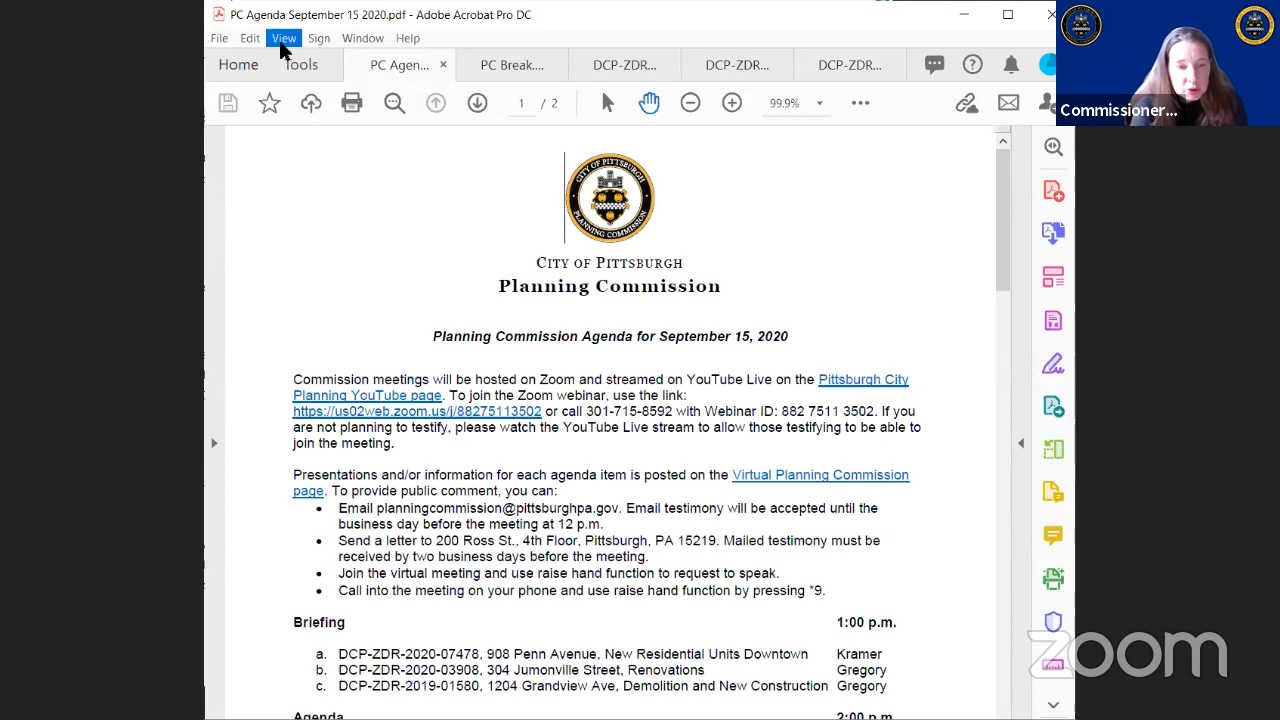 PC Agenda September 15 2020.pdf - Adobe Acrobat Pro DC
File Edit View Sign Window Help
Home Tools PC Agen... × PC Break.... DCP-ZDR... DCP-ZDR... DCP-ZDR...
1 / 2 99.9%
Commissioner...
CITY OF PITTSBURGH
PLANNING COMMISSION
CITY OF PITTSBURGH
Planning Commission
Planning Commission Agenda for September 15, 2020
Commission meetings will be hosted on Zoom and streamed on YouTube Live on the Pittsburgh City
Planning YouTube page. To join the Zoom webinar, use the link:
https://us02web.zoom.us/j/88275113502 or call 301-715-8592 with Webinar ID: 882 7511 3502. If you
are not planning to testify, please watch the YouTube Live stream to allow those testifying to be able to
join the meeting.
Presentations and/or information for each agenda item is posted on the Virtual Planning Commission
page. To provide public comment, you can:
• Email planningcommission@pittsburghpa.gov. Email testimony will be accepted until the
business day before the meeting at 12 p.m.
• Send a letter to 200 Ross St., 4th Floor, Pittsburgh, PA 15219. Mailed testimony must be
received by two business days before the meeting.
• Join the virtual meeting and use raise hand function to request to speak.
• Call into the meeting on your phone and use raise hand function by pressing *9.
Briefing 1:00 p.m.
a. DCP-ZDR-2020-07478, 908 Penn Avenue, New Residential Units Downtown Kramer
b. DCP-ZDR-2020-03908, 304 Jumonville Street, Renovations Gregory
c. DCP-ZDR-2019-01580, 1204 Grandview Ave, Demolition and New Construction Gregory
Agenda 2:00 p.m.
zoom